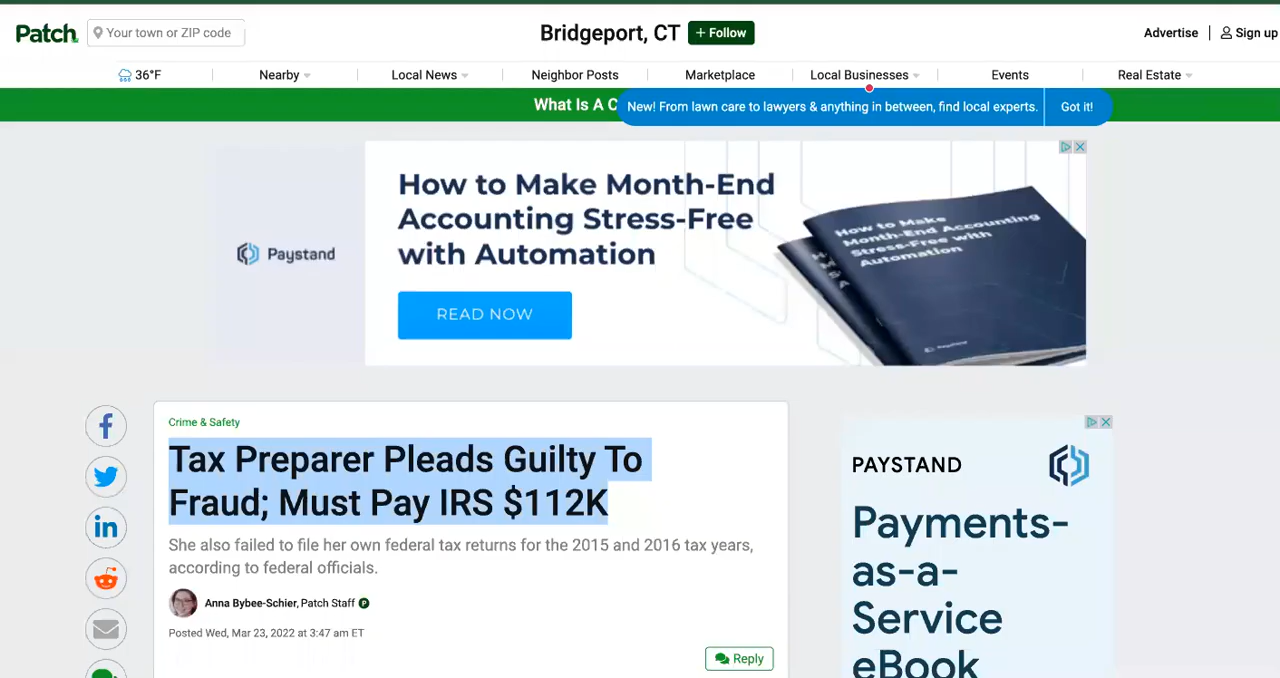 Patch
Your town or ZIP code
Bridgeport, CT
+ Follow
Advertise
Sign up
36°F
Nearby
Local News
Neighbor Posts
Marketplace
Local Businesses
Events
Real Estate
What Is A C
New! From lawn care to lawyers & anything in between, find local experts.
Got it!
Paystand
How to Make Month-End
Accounting Stress-Free
with Automation
READ NOW
How to Make
Month-End Accounting
Stress-Free with
Automation
Crime & Safety
Tax Preparer Pleads Guilty To
Fraud; Must Pay IRS $112K
She also failed to file her own federal tax returns for the 2015 and 2016 tax years,
according to federal officials.
Anna Bybee-Schier, Patch Staff
Posted Wed, Mar 23, 2022 at 3:47 am ET
Reply
PAYSTAND
Payments-
as-a-
Service
eBook